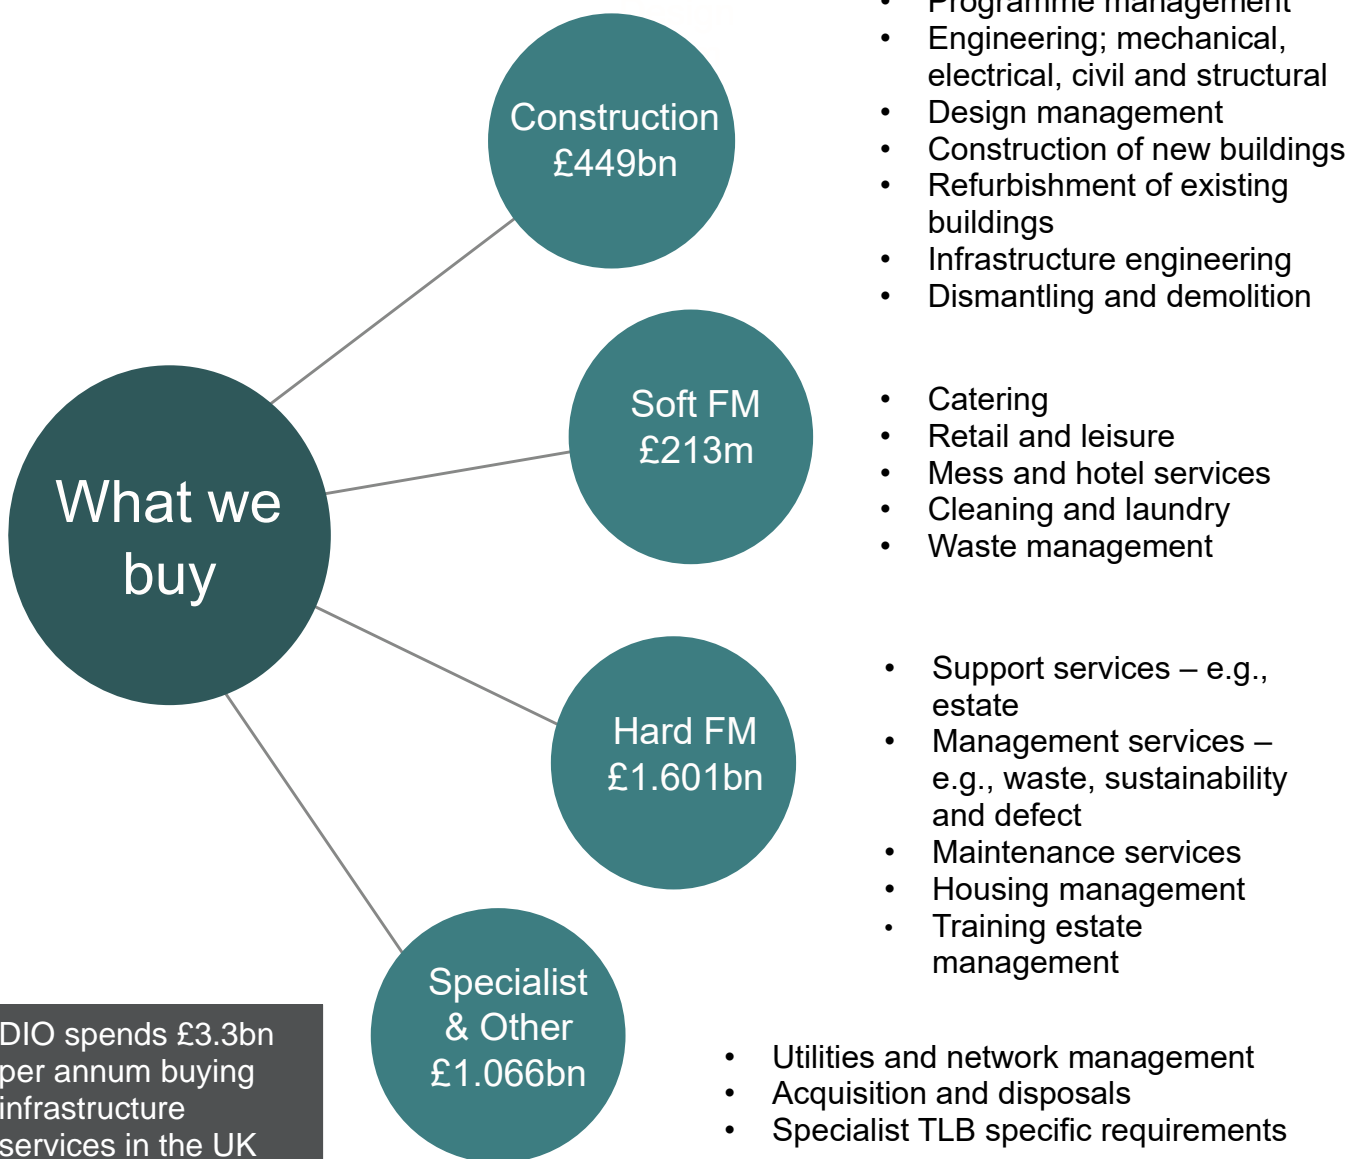 • Programme management
• Engineering; mechanical,
electrical, civil and structural
• Design management
• Construction of new buildings
• Refurbishment of existing
buildings
• Infrastructure engineering
• Dismantling and demolition
Construction
£449bn
Soft FM
£213m
• Catering
• Retail and leisure
• Mess and hotel services
• Cleaning and laundry
• Waste management
What we
buy
Hard FM
£1.601bn
• Support services – e.g.,
estate
• Management services –
e.g., waste, sustainability
and defect
• Maintenance services
• Housing management
• Training estate
management
Specialist
& Other
£1.066bn
• Utilities and network management
• Acquisition and disposals
• Specialist TLB specific requirements
DIO spends £3.3bn
per annum buying
infrastructure
services in the UK